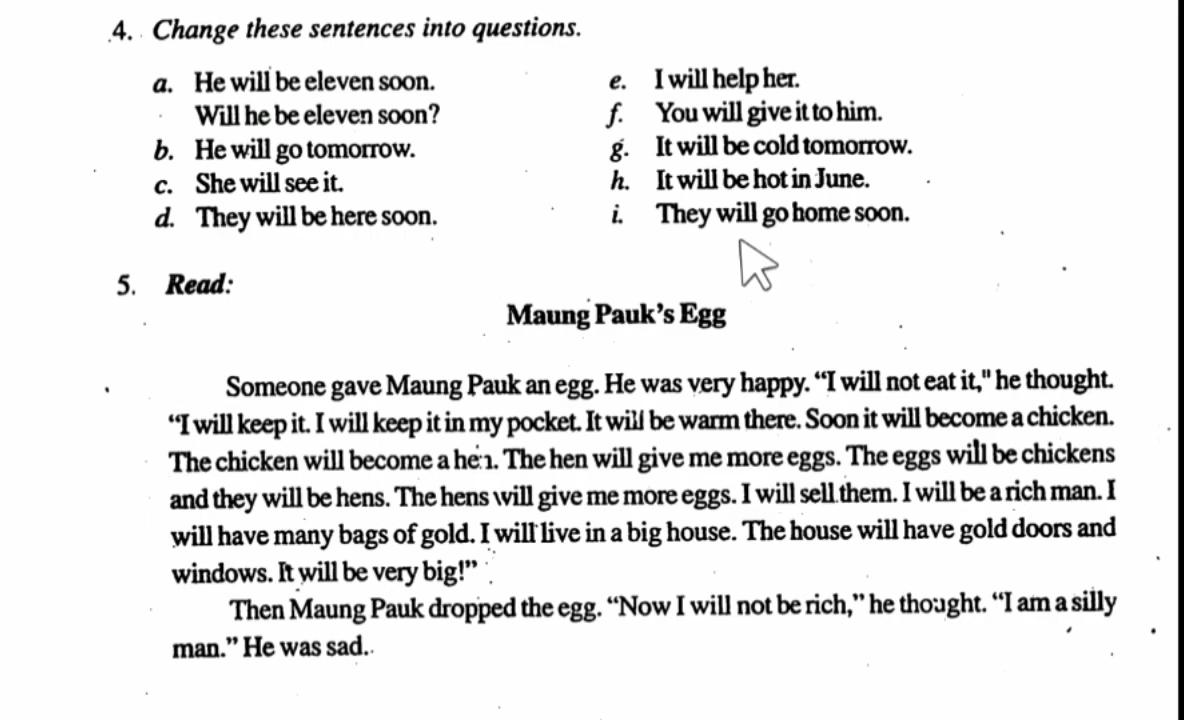 4. Change these sentences into questions.
a. He will be eleven soon.
Will he be eleven soon?
b. He will go tomorrow.
c. She will see it.
d. They will be here soon.
e. I will help her.
f. You will give it to him.
g. It will be cold tomorrow.
h. It will be hot in June.
i. They will go home soon.
5. Read:
Maung Pauk's Egg
Someone gave Maung Pauk an egg. He was very happy. “I will not eat it," he thought.
“I will keep it. I will keep it in my pocket. It will be warm there. Soon it will become a chicken.
The chicken will become a hen. The hen will give me more eggs. The eggs will be chickens
and they will be hens. The hens will give me more eggs. I will sell them. I will be a rich man. I
will have many bags of gold. I will live in a big house. The house will have gold doors and
windows. It will be very big!”
Then Maung Pauk dropped the egg. “Now I will not be rich,” he thought. “I am a silly
man.” He was sad.